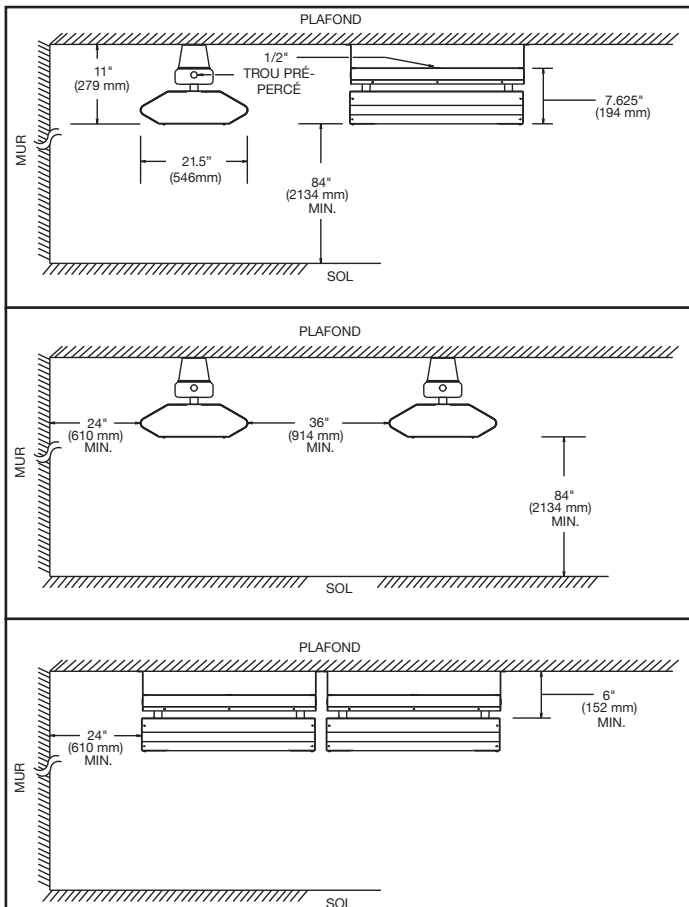 PLAFOND
11"
(279 mm)
1/2"
TROU PRÉ-
PERCÉ
7.625"
(194 mm)
MUR
21.5"
(546mm)
84"
(2134 mm)
MIN.
SOL
PLAFOND
24"
(610 mm)
MIN.
36"
(914 mm)
MIN.
MUR
84"
(2134 mm)
MIN.
SOL
PLAFOND
6"
(152 mm)
MIN.
24"
(610 mm)
MIN.
MUR
SOL